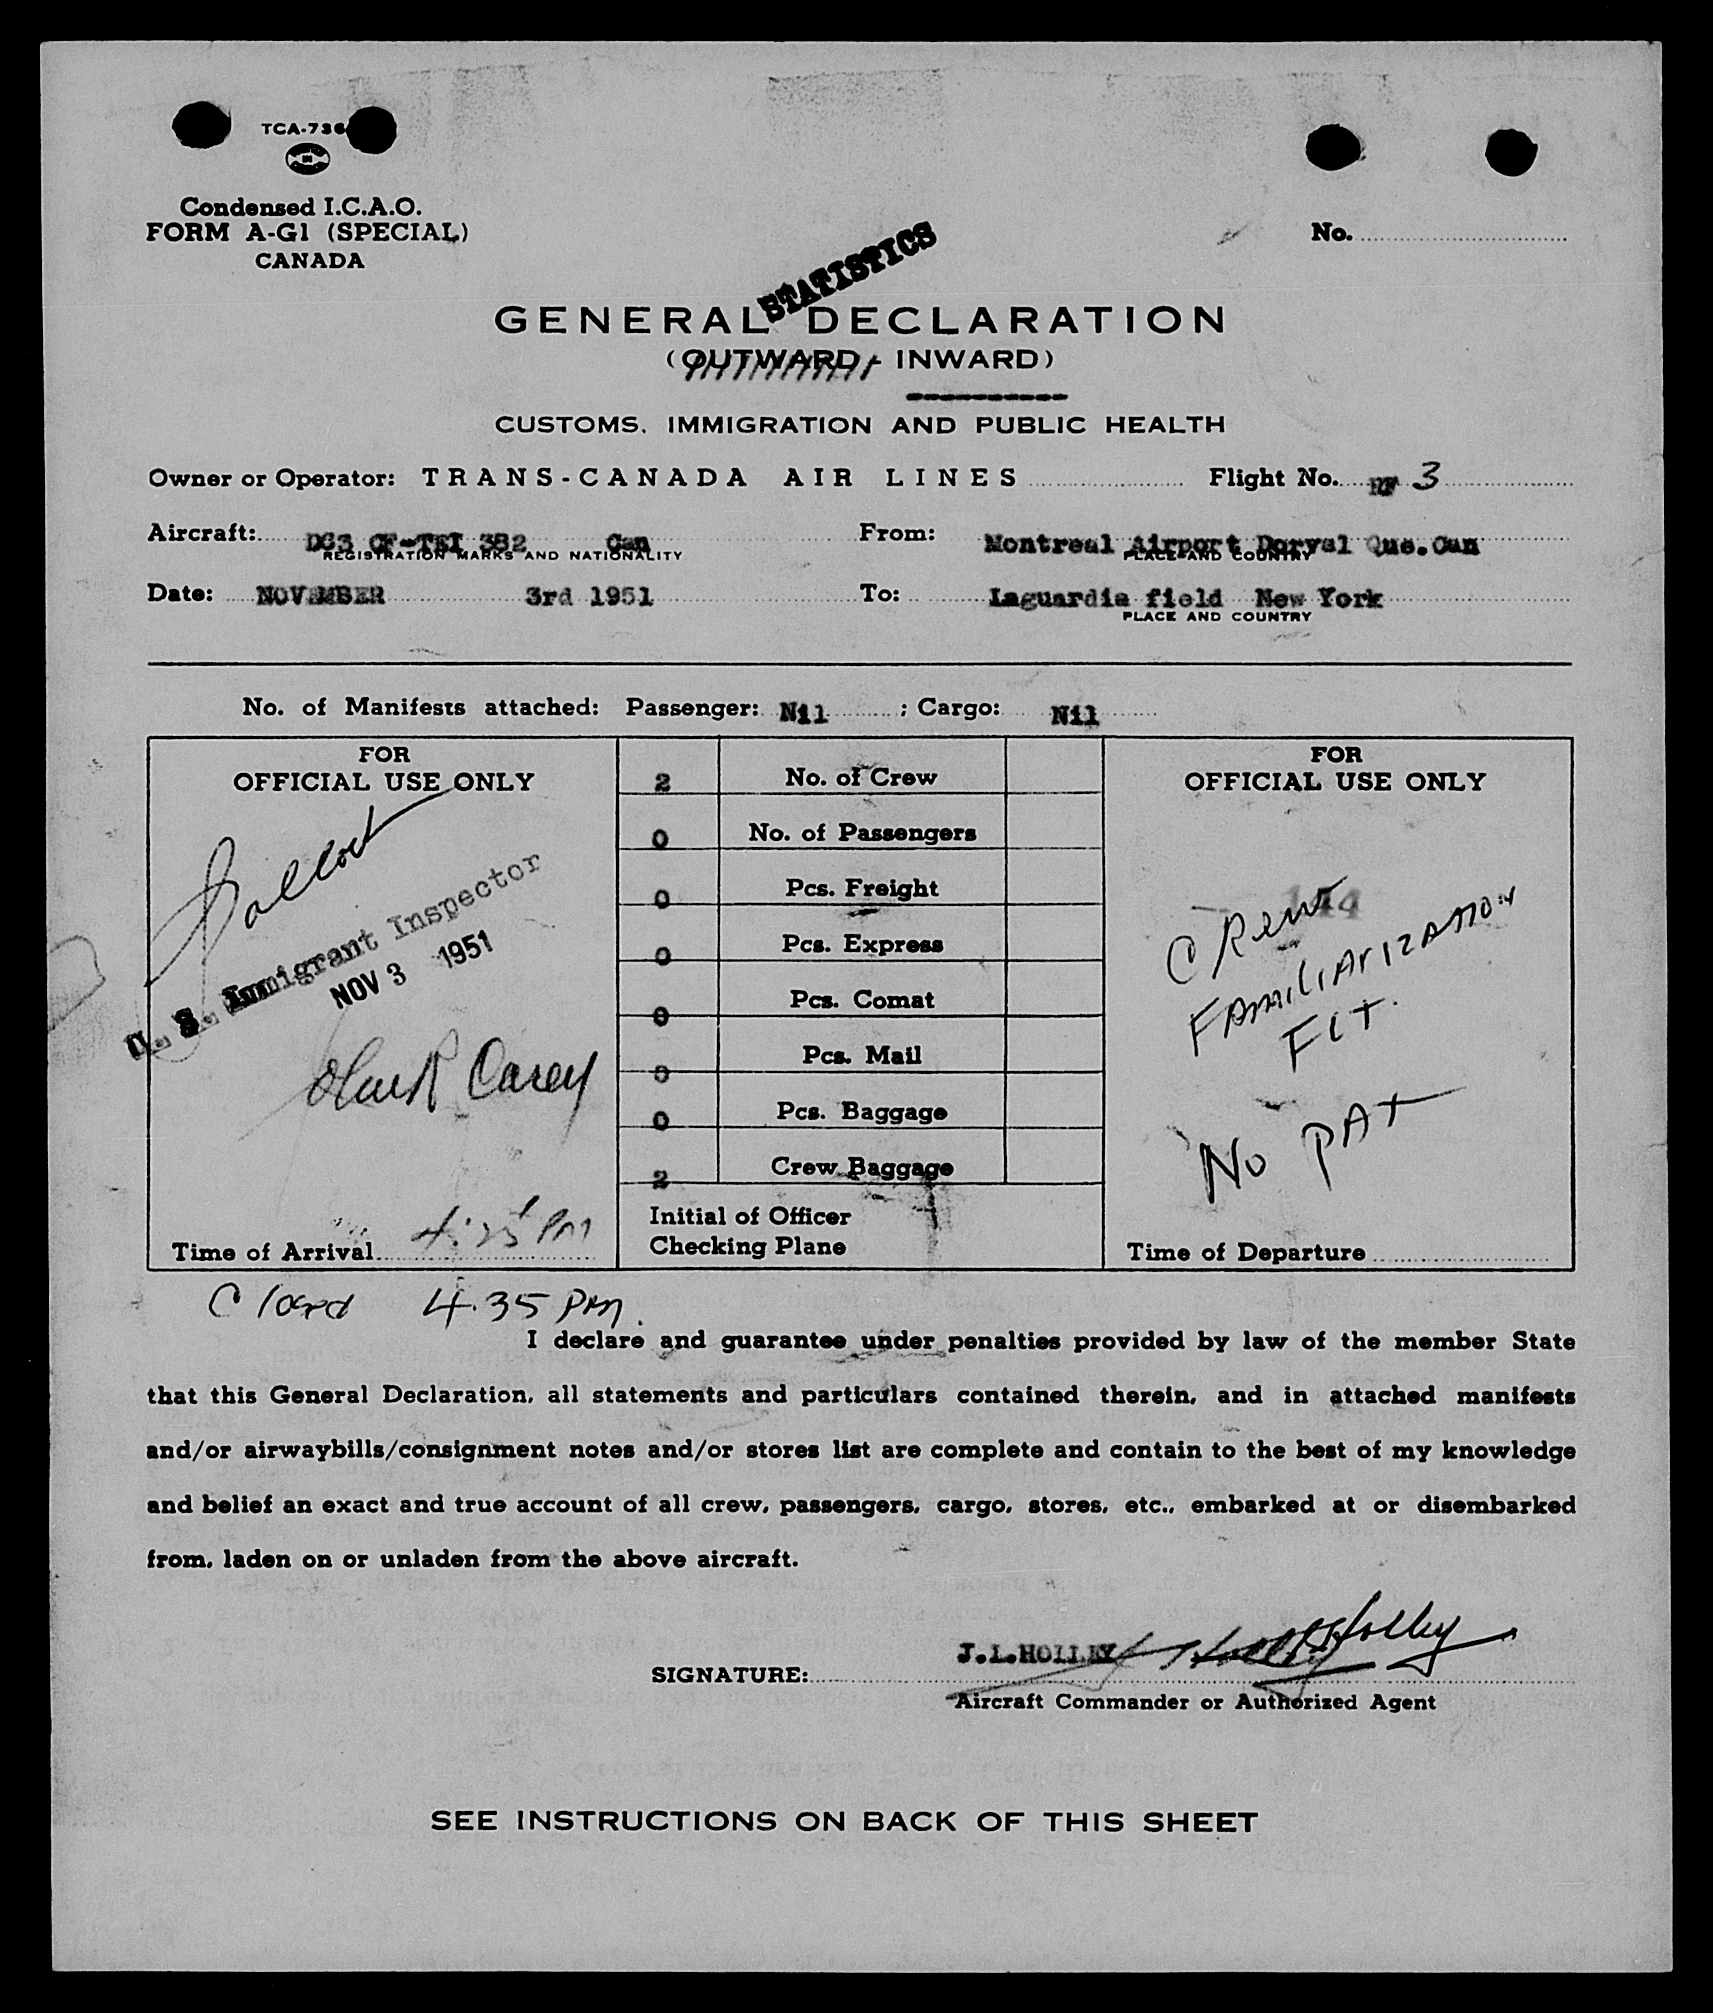 TCA-736
Condensed I.C.A.O.
FORM A-G1 (SPECIAL)
CANADA
No.
STATISTICS
GENERAL DECLARATION
(OUTWARD - INWARD)
CUSTOMS, IMMIGRATION AND PUBLIC HEALTH
Owner or Operator: TRANS-CANADA AIR LINES Flight No. 3
Aircraft: DC3 CF-TEI 382 Can From: Montreal Airport Dorval Que. Can
REGISTRATION MARKS AND NATIONALITY PLACE AND COUNTRY
Date: NOVEMBER 3rd 1951 To: Laguardia field New York
PLACE AND COUNTRY
No. of Manifests attached: Passenger: Nil ; Cargo: Nil
FOR
OFFICIAL USE ONLY
U. S. Immigrant Inspector
NOV 3 1951
Carey
Time of Arrival 4:25 PM
2 No. of Crew
0 No. of Passengers
0 Pcs. Freight
0 Pcs. Express
0 Pcs. Comat
0 Pcs. Mail
0 Pcs. Baggage
2 Crew Baggage
Initial of Officer
Checking Plane
FOR
OFFICIAL USE ONLY
CREW
FAMILIARIZATION
FLT.
NO PAX
Time of Departure
Closed 4.35 PM.
I declare and guarantee under penalties provided by law of the member State
that this General Declaration, all statements and particulars contained therein, and in attached manifests
and/or airwaybills/consignment notes and/or stores list are complete and contain to the best of my knowledge
and belief an exact and true account of all crew, passengers, cargo, stores, etc., embarked at or disembarked
from, laden on or unladen from the above aircraft.
SIGNATURE: J.L.HOLLEY Holley
Aircraft Commander or Authorized Agent
SEE INSTRUCTIONS ON BACK OF THIS SHEET